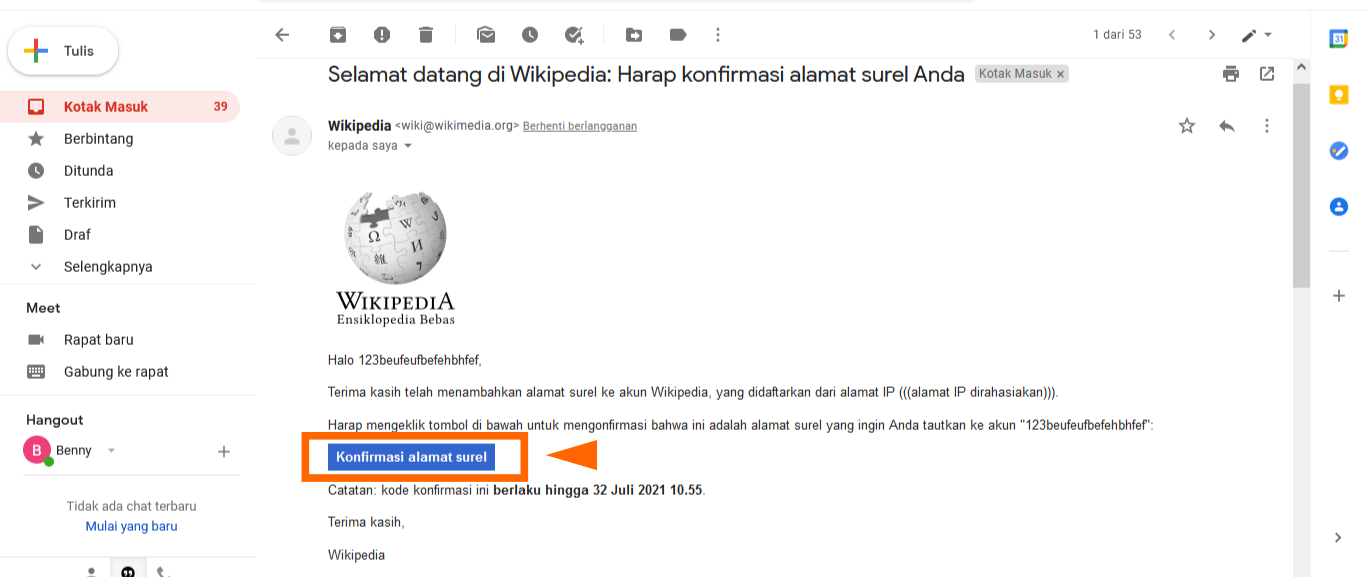 Tulis
1 dari 53
Selamat datang di Wikipedia: Harap konfirmasi alamat surel Anda Kotak Masuk ×
31
Kotak Masuk 39
Wikipedia <wiki@wikimedia.org> Berhenti berlangganan
kepada saya
Berbintang
Ditunda
Terkirim
Draf
Selengkapnya
Ω W И
維 7
WIKIPEDIA
Ensiklopedia Bebas
Meet
Rapat baru
Gabung ke rapat
Hangout
B Benny
Tidak ada chat terbaru
Mulai yang baru
Halo 123beufeufbefehbhfef,
Terima kasih telah menambahkan alamat surel ke akun Wikipedia, yang didaftarkan dari alamat IP (((alamat IP dirahasiakan))).
Harap mengeklik tombol di bawah untuk mengonfirmasi bahwa ini adalah alamat surel yang ingin Anda tautkan ke akun "123beufeufbefehbhfef":
Konfirmasi alamat surel
Catatan: kode konfirmasi ini berlaku hingga 32 Juli 2021 10.55.
Terima kasih,
Wikipedia